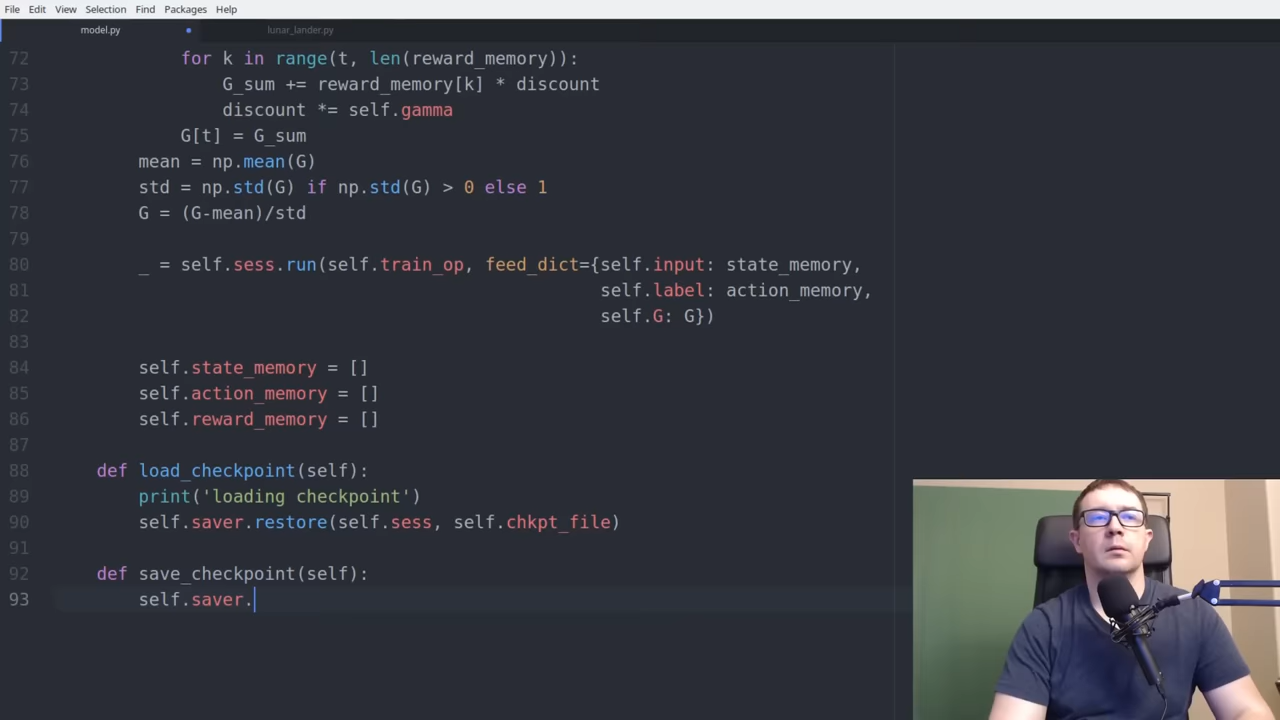 File Edit View Selection Find Packages Help
model.py lunar_lander.py
72 for k in range(t, len(reward_memory)):
73 G_sum += reward_memory[k] * discount
74 discount *= self.gamma
75 G[t] = G_sum
76 mean = np.mean(G)
77 std = np.std(G) if np.std(G) > 0 else 1
78 G = (G-mean)/std
79
80 _ = self.sess.run(self.train_op, feed_dict={self.input: state_memory,
81 self.label: action_memory,
82 self.G: G})
83
84 self.state_memory = []
85 self.action_memory = []
86 self.reward_memory = []
87
88 def load_checkpoint(self):
89 print('loading checkpoint')
90 self.saver.restore(self.sess, self.chkpt_file)
91
92 def save_checkpoint(self):
93 self.saver.